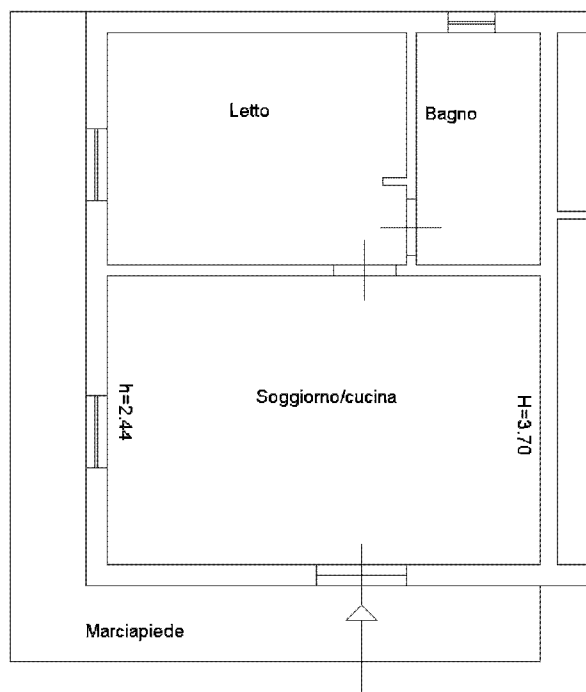 Letto
Bagno
Soggiorno/cucina
h=2.44
H=3.70
Marciapiede